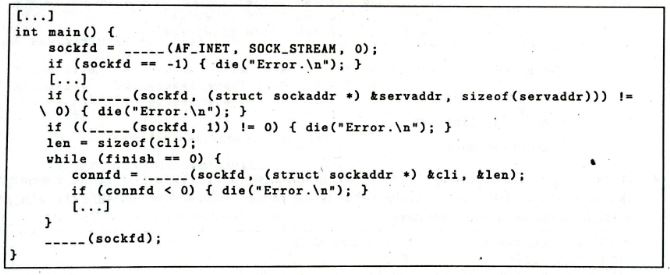 [...]
int main() {
sockfd = _____(AF_INET, SOCK_STREAM, 0);
if (sockfd == -1) { die("Error.\n"); }
[...]
if ((_____(sockfd, (struct sockaddr *) &servaddr, sizeof(servaddr))) !=
\ 0) { die("Error.\n"); }
if ((_____(sockfd, 1)) != 0) { die("Error.\n"); }
len = sizeof(cli);
while (finish == 0) {
connfd = _____(sockfd, (struct sockaddr *) &cli, &len);
if (connfd < 0) { die("Error.\n"); }
[...]
}
_____(sockfd);
}